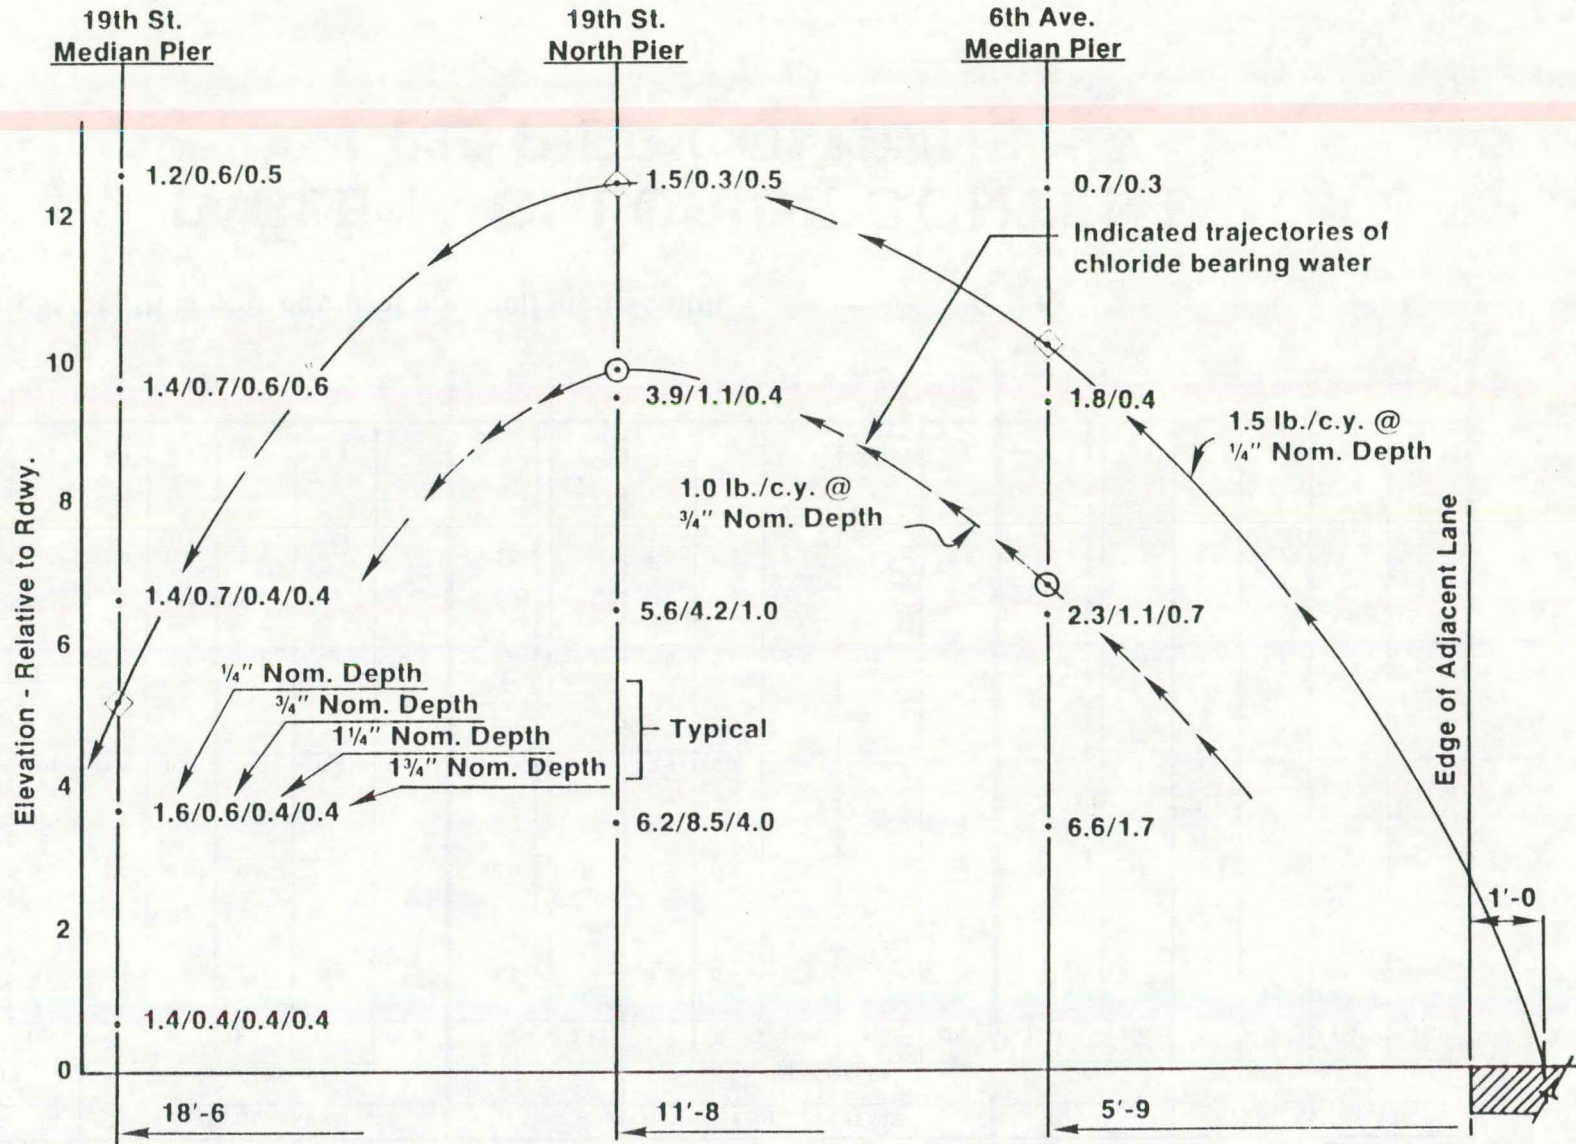 19th St.
Median Pier
19th St.
North Pier
6th Ave.
Median Pier
1.2/0.6/0.5
1.5/0.3/0.5
0.7/0.3
12
Indicated trajectories of
chloride bearing water
10
1.4/0.7/0.6/0.6
3.9/1.1/0.4
1.8/0.4
1.5 lb./c.y. @
¼" Nom. Depth
Elevation - Relative to Rdwy.
8
1.0 lb./c.y. @
¾" Nom. Depth
Edge of Adjacent Lane
1.4/0.7/0.4/0.4
5.6/4.2/1.0
2.3/1.1/0.7
6
¼" Nom. Depth
¾" Nom. Depth
1¼" Nom. Depth
1¾" Nom. Depth
Typical
4
1.6/0.6/0.4/0.4
6.2/8.5/4.0
6.6/1.7
2
1'-0
1.4/0.4/0.4/0.4
0
18'-6
11'-8
5'-9